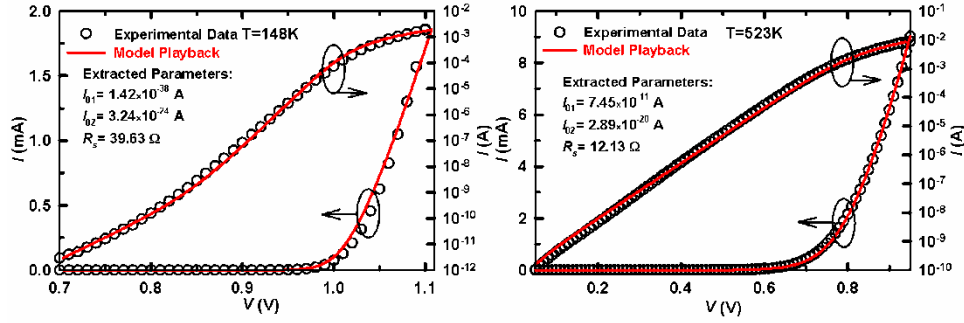 Experimental Data T=148K
Model Playback
Extracted Parameters:
I01 = 1.42×10^-38 A
I02 = 3.24×10^-24 A
Rs = 39.63 Ω
I (mA)
2.0
1.5
1.0
0.5
0.0
0.7 0.8 0.9 1.0 1.1
V (V)
10^-2
10^-3
10^-4
10^-5
10^-6
10^-7
10^-8
10^-9
10^-10
10^-11
10^-12
I (A)
Experimental Data T=523K
Model Playback
Extracted Parameters:
I01 = 7.45×10^-11 A
I02 = 2.89×10^-20 A
Rs = 12.13 Ω
I (mA)
10
8
6
4
2
0
0.2 0.4 0.6 0.8
V (V)
10^-1
10^-2
10^-3
10^-4
10^-5
10^-6
10^-7
10^-8
10^-9
10^-10
I (A)